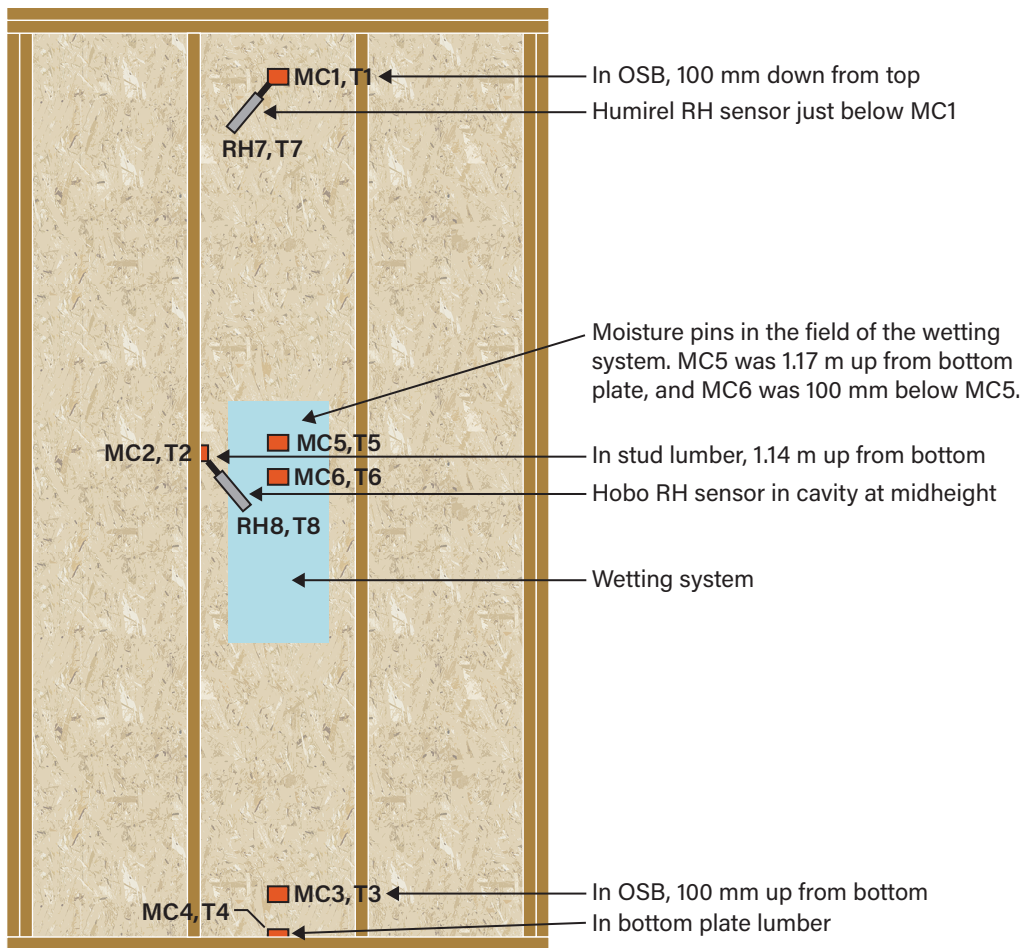 MC1, T1
In OSB, 100 mm down from top
Humirel RH sensor just below MC1
RH7, T7
Moisture pins in the field of the wetting
system. MC5 was 1.17 m up from bottom
plate, and MC6 was 100 mm below MC5.
MC5, T5
MC2, T2
In stud lumber, 1.14 m up from bottom
MC6, T6
Hobo RH sensor in cavity at midheight
RH8, T8
Wetting system
MC3, T3
In OSB, 100 mm up from bottom
MC4, T4
In bottom plate lumber